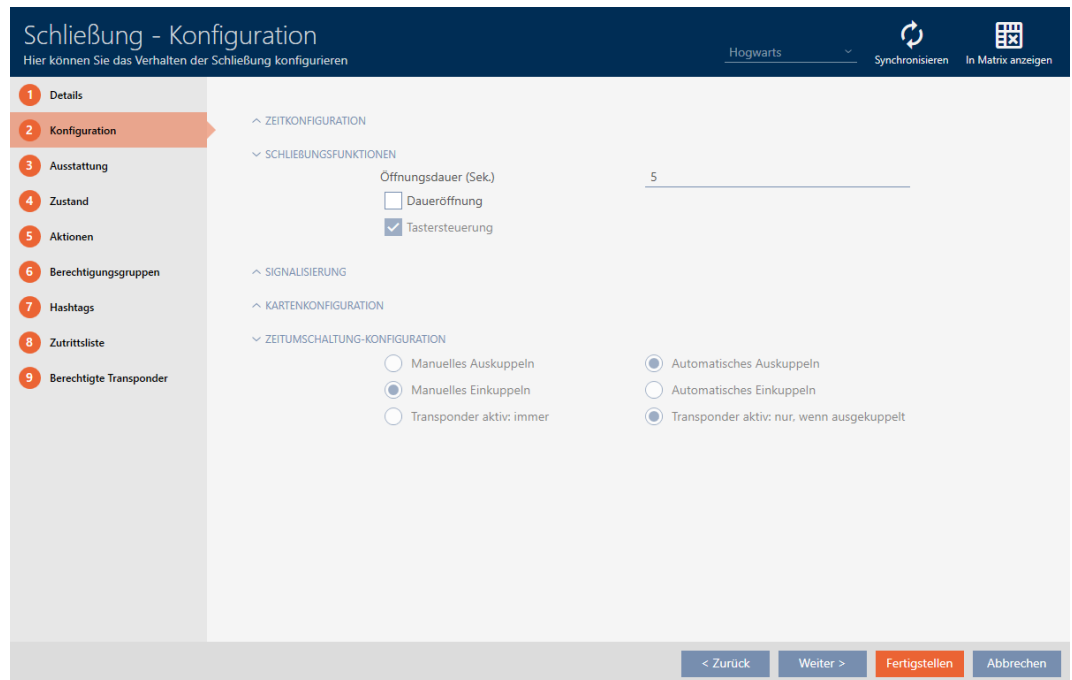 Schließung - Konfiguration
Hier können Sie das Verhalten der Schließung konfigurieren
Hogwarts
Synchronisieren
In Matrix anzeigen
1 Details
2 Konfiguration
3 Ausstattung
4 Zustand
5 Aktionen
6 Berechtigungsgruppen
7 Hashtags
8 Zutrittsliste
9 Berechtigte Transponder
ZEITKONFIGURATION
SCHLIEßUNGSFUNKTIONEN
Öffnungsdauer (Sek.) 5
Daueröffnung
Tastersteuerung
SIGNALISIERUNG
KARTENKONFIGURATION
ZEITUMSCHALTUNG-KONFIGURATION
Manuelles Auskuppeln Automatisches Auskuppeln
Manuelles Einkuppeln Automatisches Einkuppeln
Transponder aktiv: immer Transponder aktiv: nur, wenn ausgekuppelt
< Zurück Weiter > Fertigstellen Abbrechen